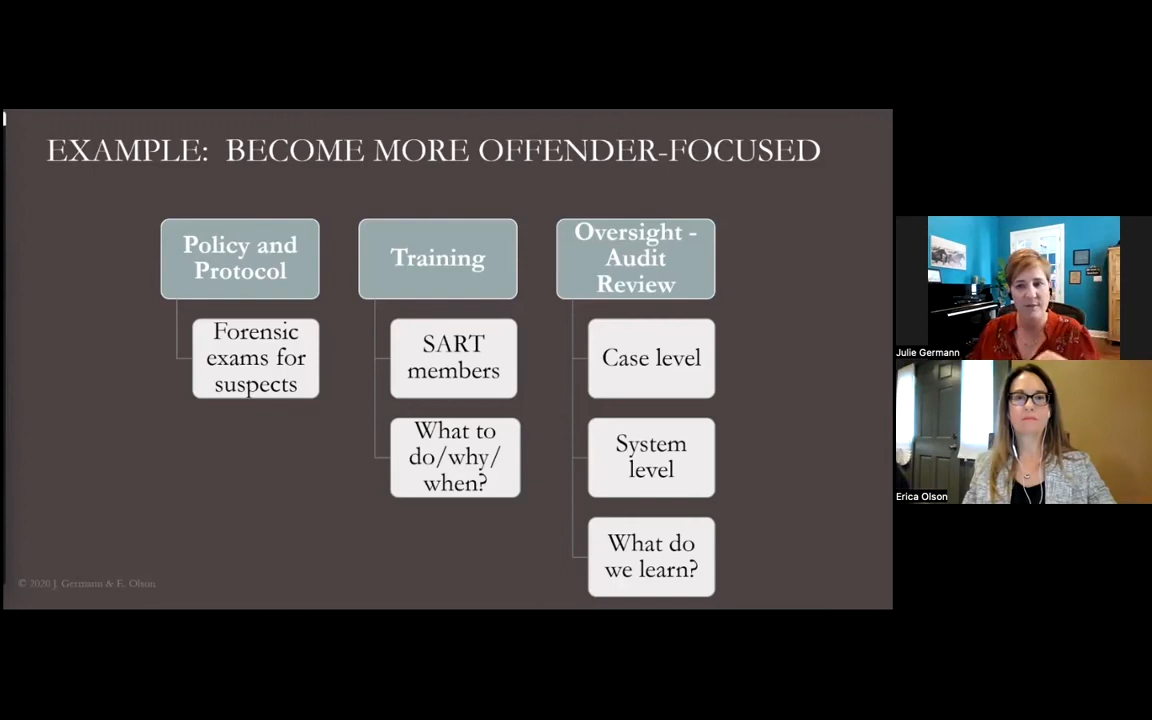 EXAMPLE: BECOME MORE OFFENDER-FOCUSED
Policy and
Protocol
Forensic
exams for
suspects
Training
SART
members
What to
do/why/
when?
Oversight -
Audit
Review
Case level
System
level
What do
we learn?
© 2020 J. Germann & E. Olson
Julie Germann
Erica Olson